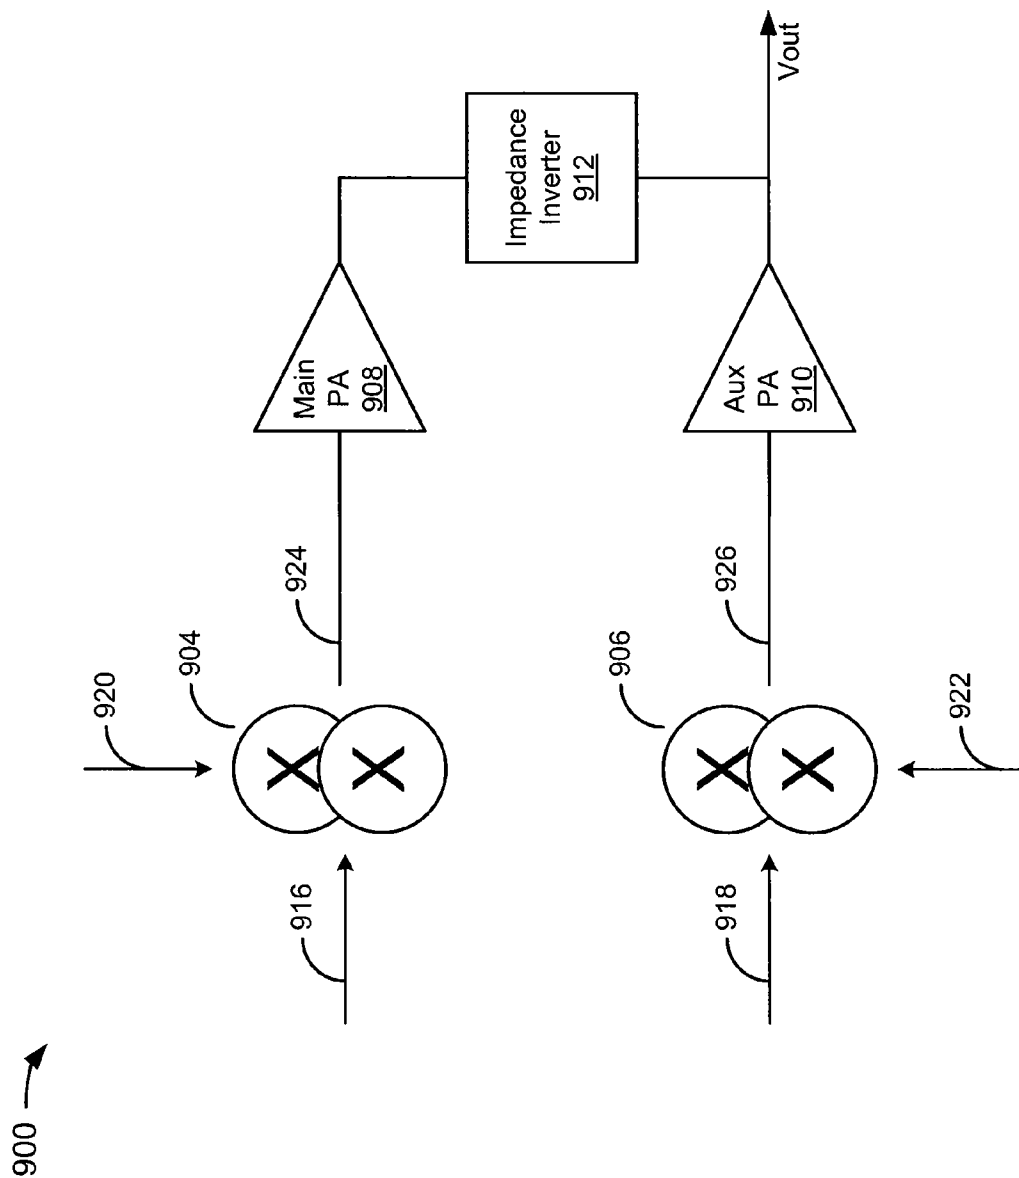 900
920
904
916
924
Main
PA
908
Impedance
Inverter
912
906
918
926
922
Aux
PA
910
Vout
X
X
X
X